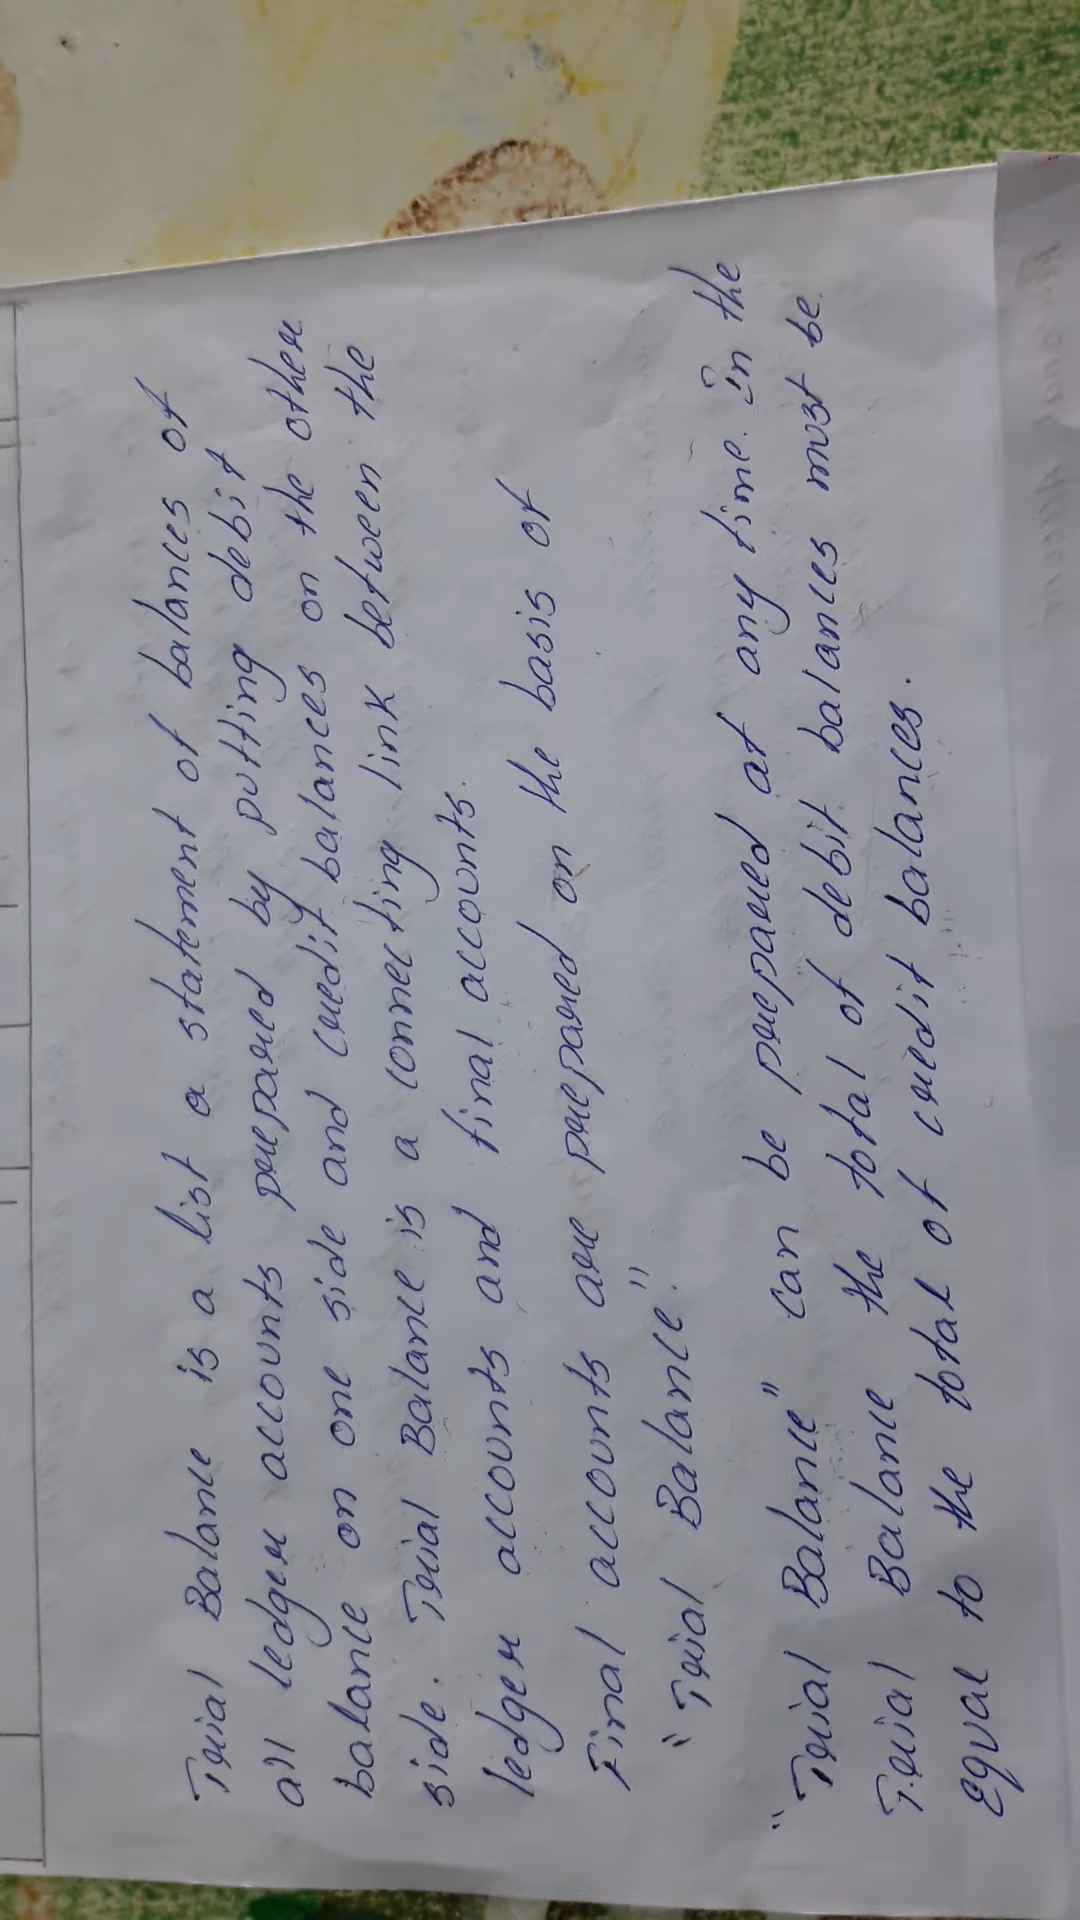 Trial Balance is a list a statement of balances of
all ledger accounts prepared by putting debit
balance on one side and credit balances on the other
side. Trial Balance is a connecting link between the
ledger accounts and final accounts.
Final accounts are prepared on the basis of
"Trial Balance".
"Trial Balance" can be prepared at any time. In the
Trial Balance the total of debit balances must be
Equal to the total of credit balances.